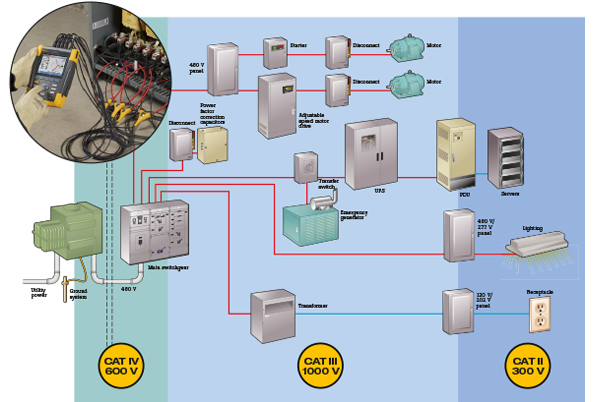 480 V
panel
Starter
Disconnect
Motor
Disconnect
Motor
Adjustable
speed motor
drive
Disconnect
Power
factor
correction
capacitors
Transfer
switch
UPS
PDU
Servers
Emergency
generator
480 V/
277 V
panel
Lighting
Utility
power
Ground
system
480 V
Main switchgear
Transformer
120 V/
V
panel
Receptacle
CAT IV
600 V
CAT III
1000 V
CAT II
300 V